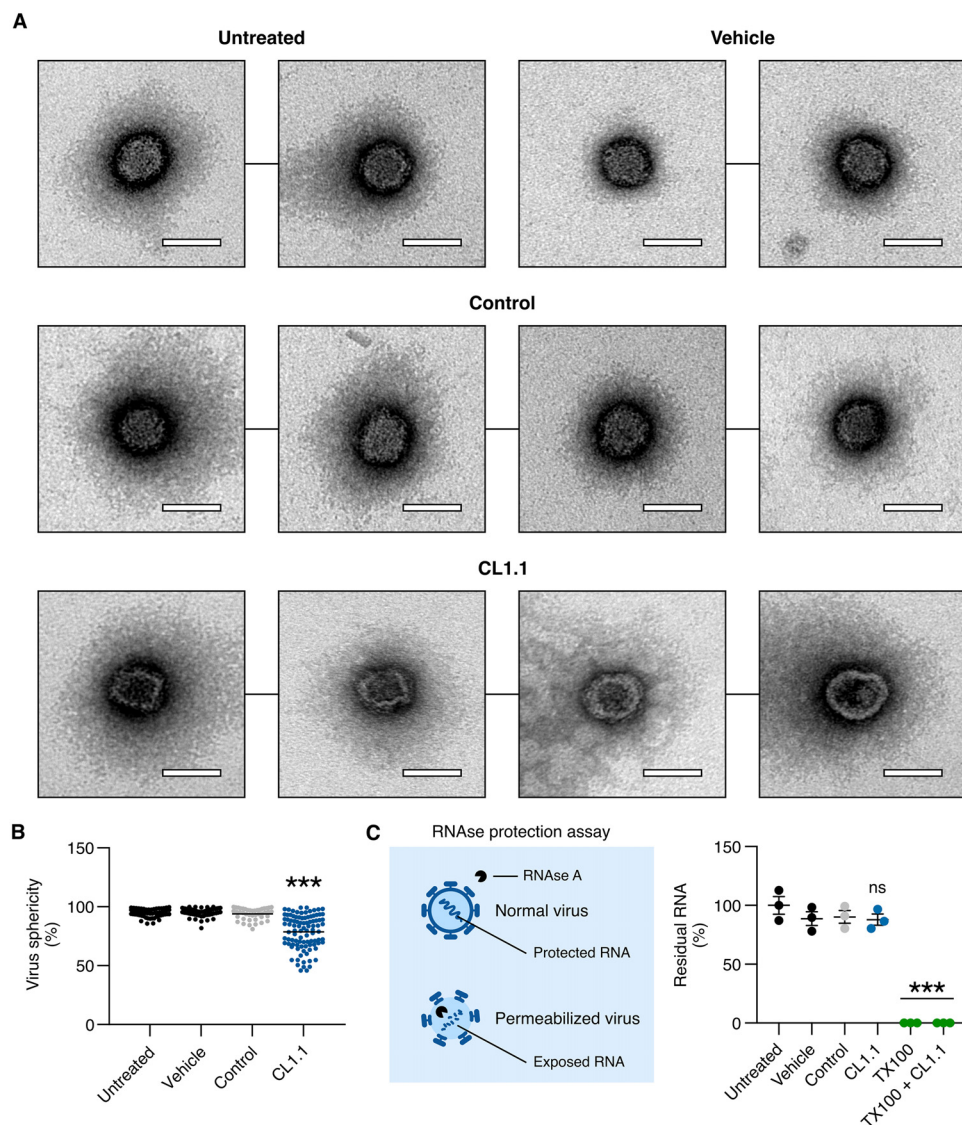 A
Untreated
Vehicle
Control
CL1.1
B
Virus sphericity
(%)
150
100
50
0
Untreated
Vehicle
Control
CL1.1
***
C
RNAse protection assay
RNAse A
Normal virus
Protected RNA
Permeabilized virus
Exposed RNA
Residual RNA
(%)
150
100
50
0
ns
***
Untreated
Vehicle
Control
CL1.1
TX100
TX100 + CL1.1